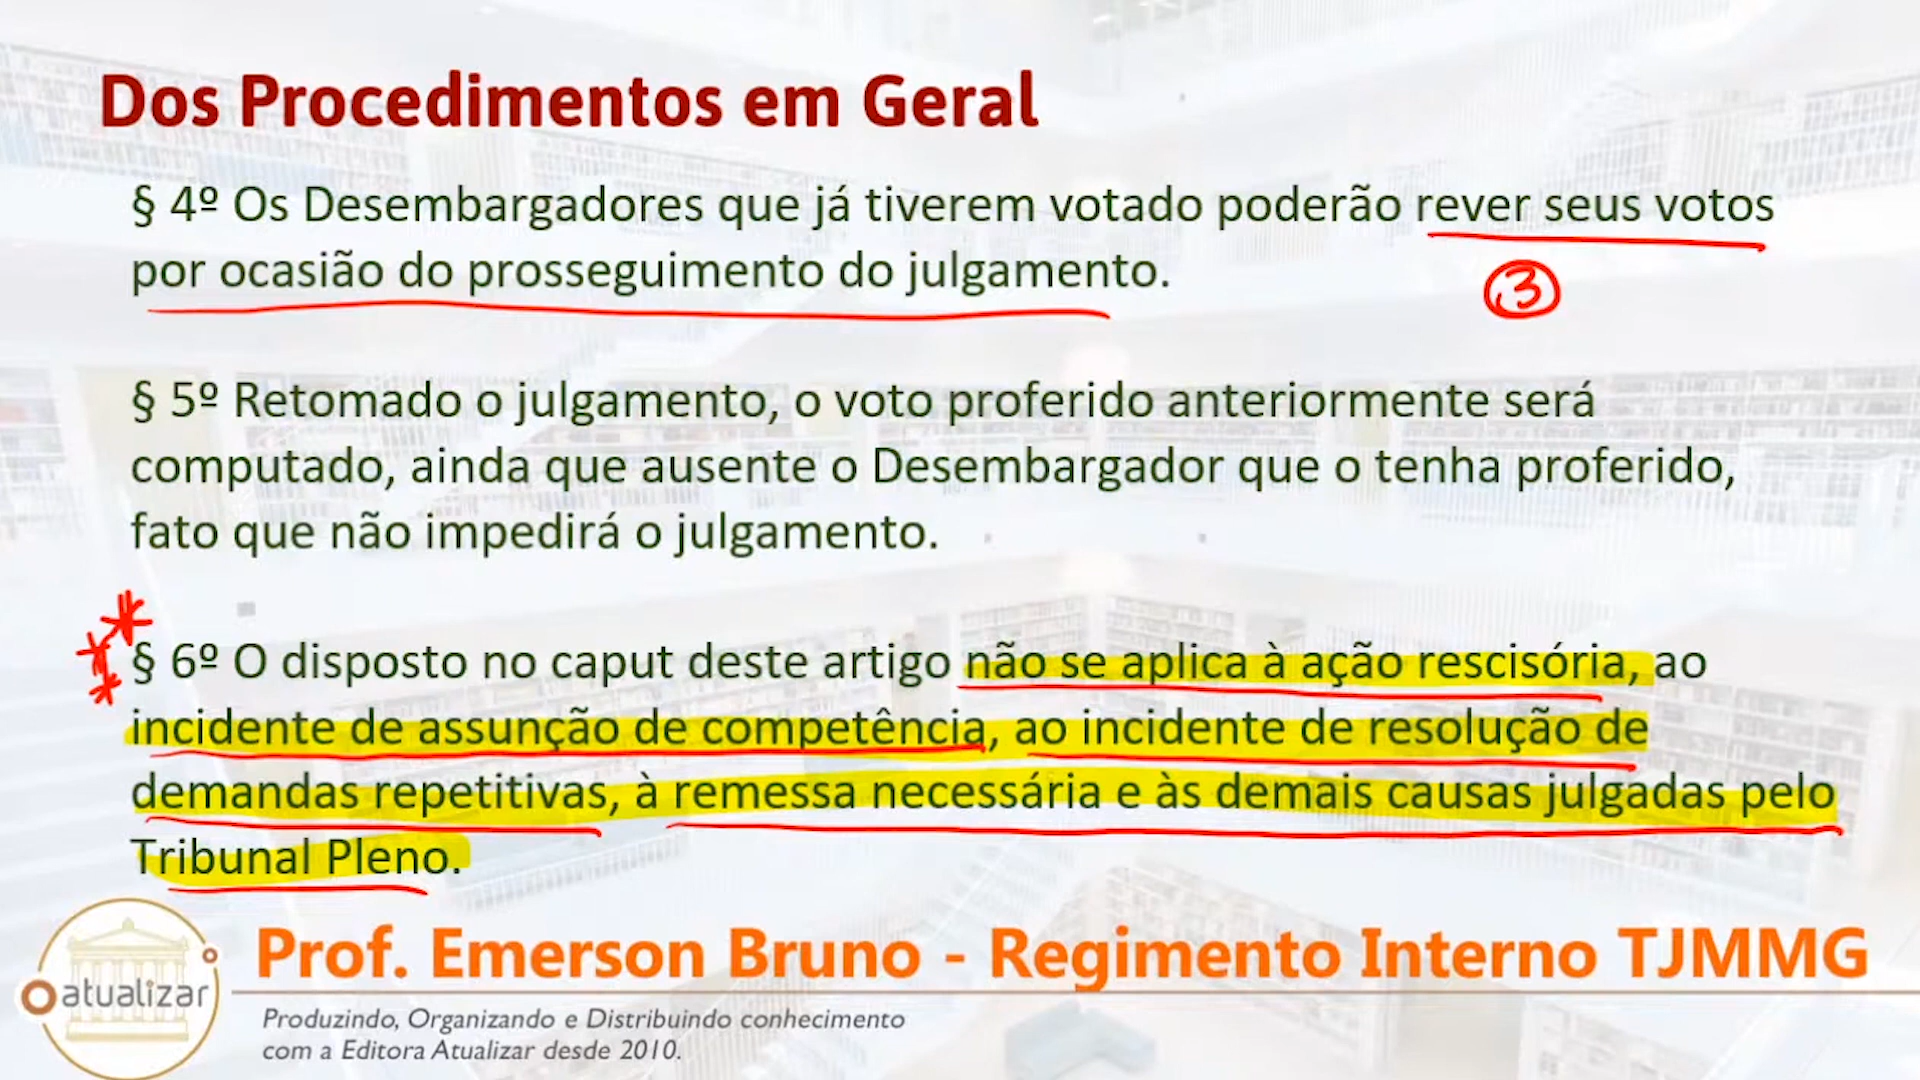 Dos Procedimentos em Geral
§ 4º Os Desembargadores que já tiverem votado poderão rever seus votos
por ocasião do prosseguimento do julgamento.
3
§ 5º Retomado o julgamento, o voto proferido anteriormente será
computado, ainda que ausente o Desembargador que o tenha proferido,
fato que não impedirá o julgamento.
§ 6º O disposto no caput deste artigo não se aplica à ação rescisória, ao
incidente de assunção de competência, ao incidente de resolução de
demandas repetitivas, à remessa necessária e às demais causas julgadas pelo
Tribunal Pleno.
Prof. Emerson Bruno - Regimento Interno TJMMG
atualizar
Produzindo, Organizando e Distribuindo conhecimento
com a Editora Atualizar desde 2010.